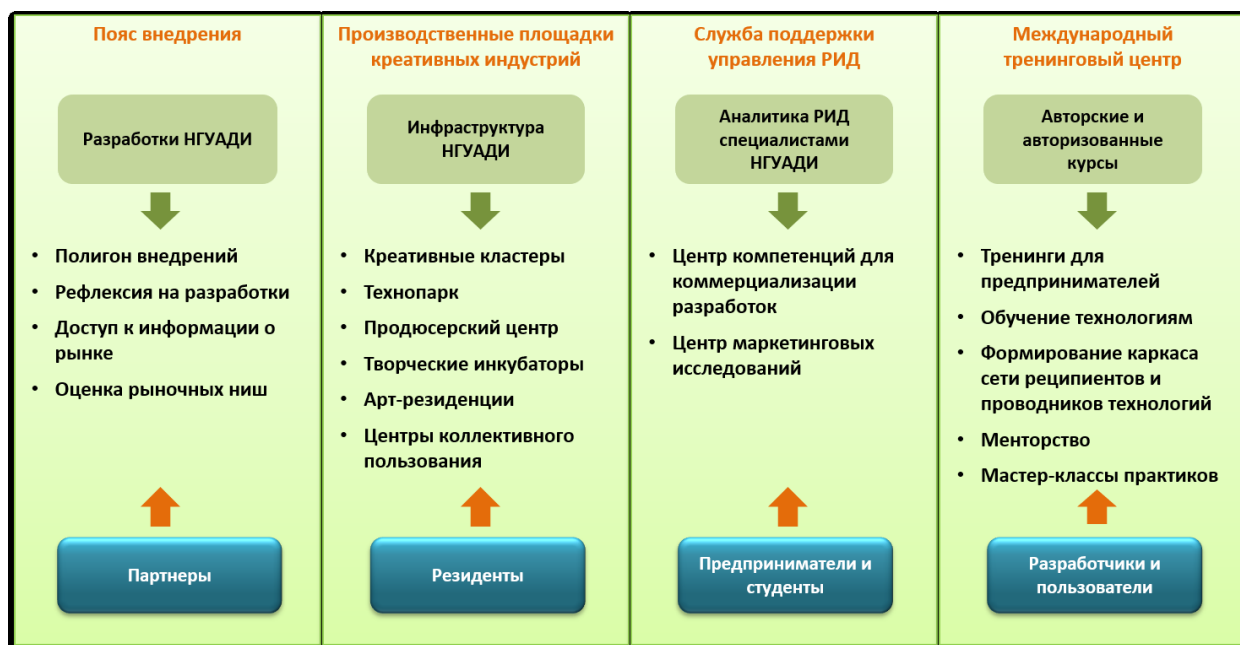 Пояс внедрения
Разработки НГУАДИ
• Полигон внедрений
• Рефлексия на разработки
• Доступ к информации о
рынке
• Оценка рыночных ниш
Партнеры
Производственные площадки
креативных индустрий
Инфраструктура
НГУАДИ
• Креативные кластеры
• Технопарк
• Продюсерский центр
• Творческие инкубаторы
• Арт-резиденции
• Центры коллективного
пользования
Резиденты
Служба поддержки
управления РИД
Аналитика РИД
специалистами
НГУАДИ
• Центр компетенций для
коммерциализации
разработок
• Центр маркетинговых
исследований
Предприниматели и
студенты
Международный
тренинговый центр
Авторские и
авторизованные
курсы
• Тренинги для
предпринимателей
• Обучение технологиям
• Формирование каркаса
сети реципиентов и
проводников технологий
• Менторство
• Мастер-классы практиков
Разработчики и
пользователи